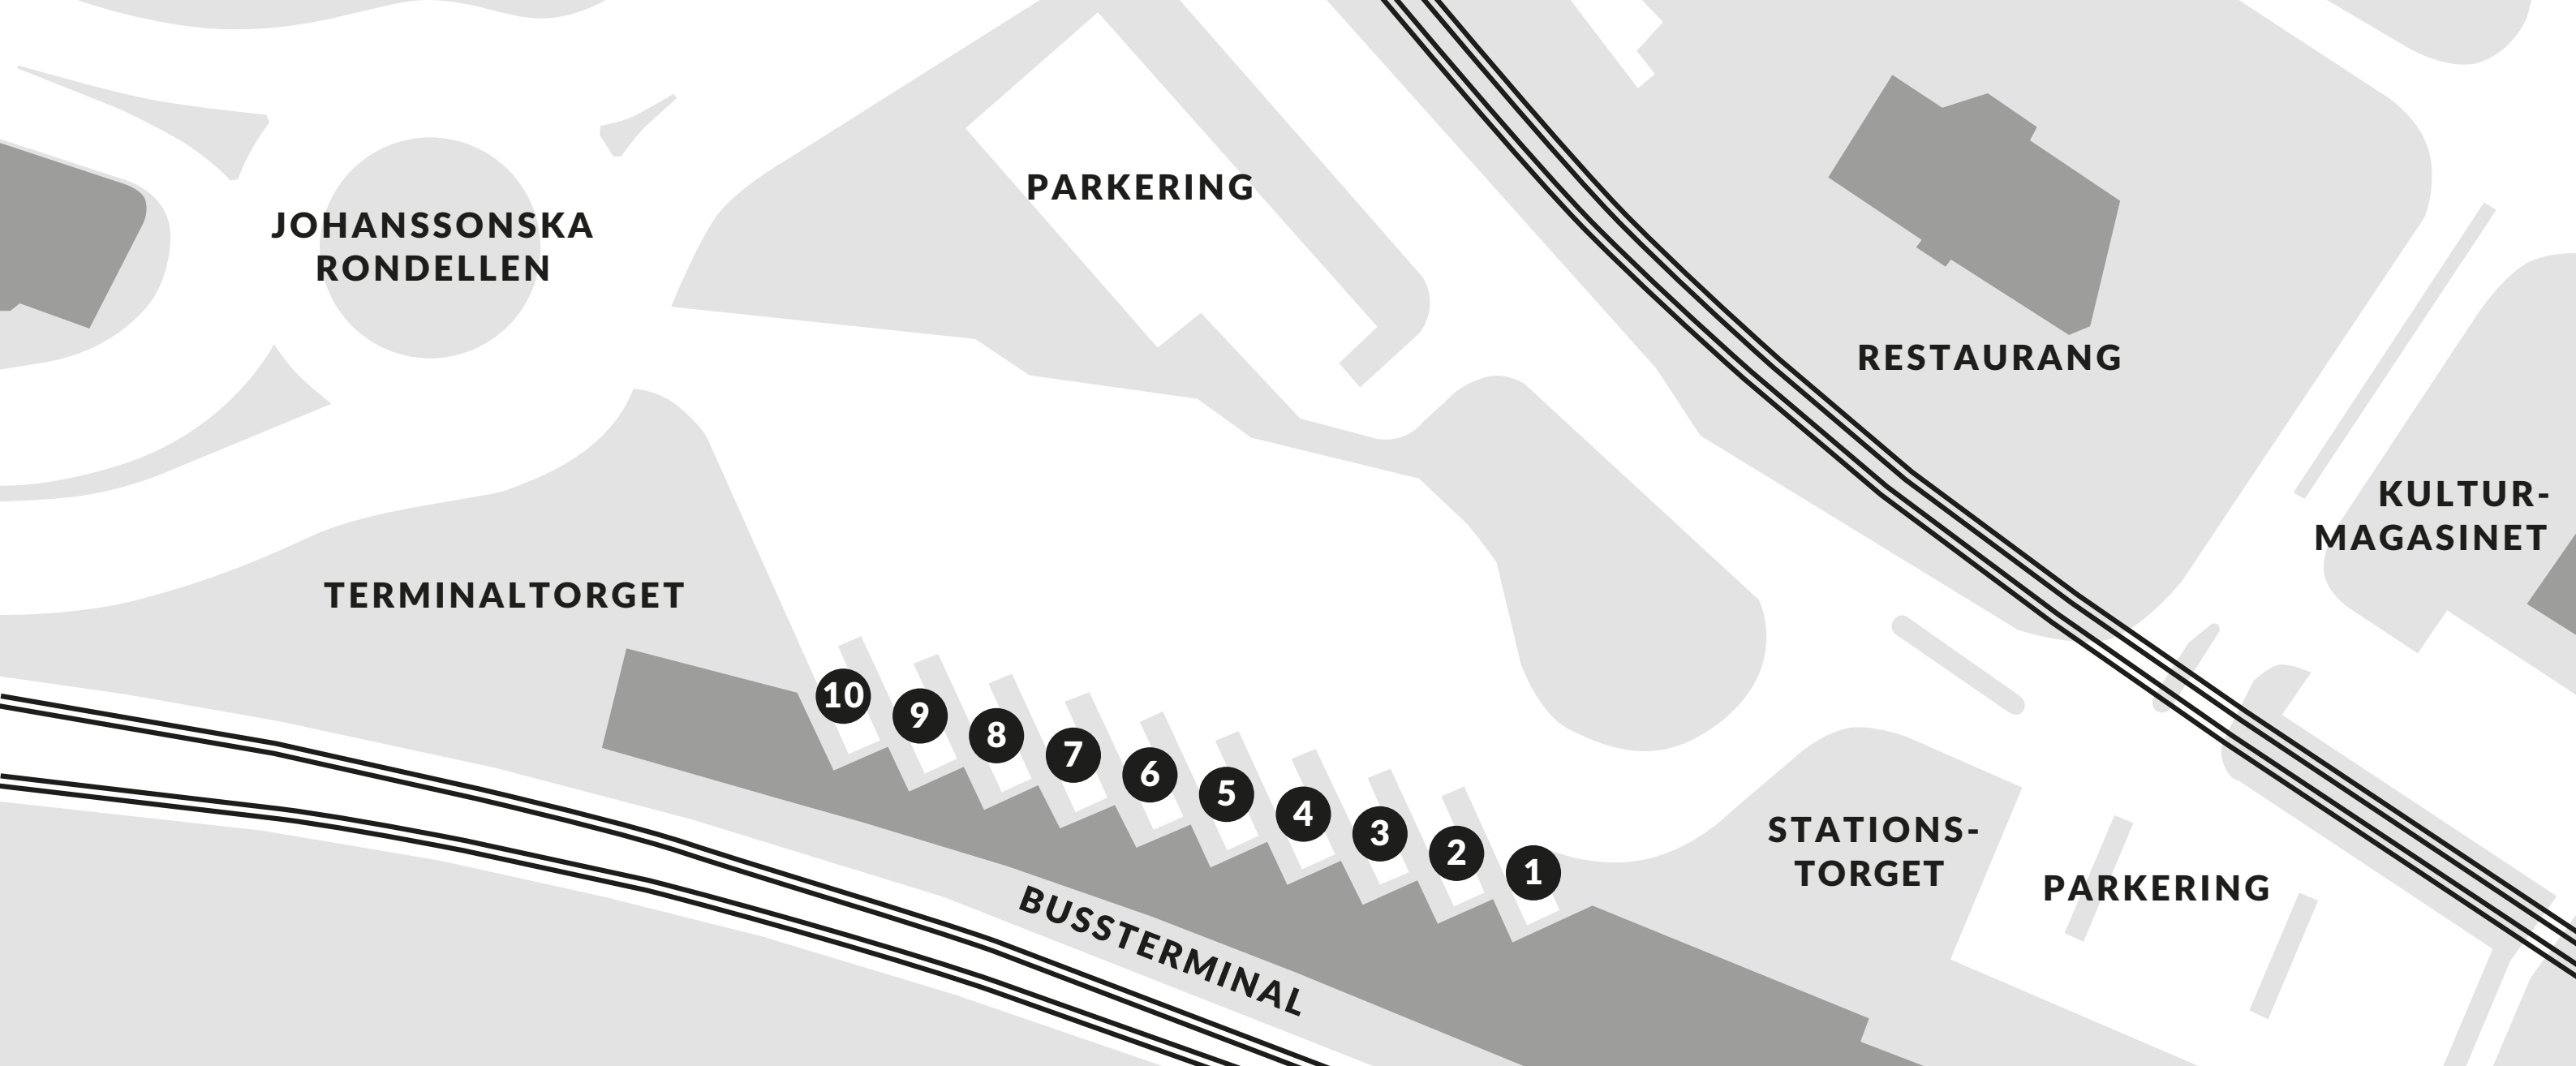 PARKERING
JOHANSSONSKA
RONDELLEN
RESTAURANG
KULTUR-
MAGASINET
TERMINALTORGET
10
9
8
7
6
5
4
3
2
1
STATIONS-
TORGET
PARKERING
BUSSTERMINAL